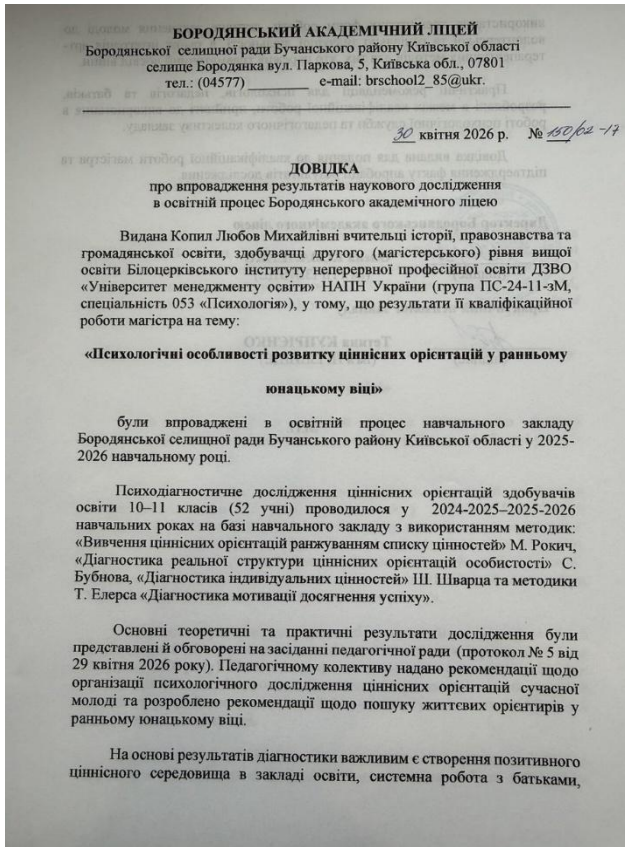 БОРОДЯНСЬКИЙ АКАДЕМІЧНИЙ ЛІЦЕЙ
Бородянської селищної ради Бучанського району Київської області
селище Бородянка вул. Паркова, 5, Київська обл., 07801
тел.: (04577) ________ e-mail: brschool2_85@ukr.
30 квітня 2026 р. № 150/02-17
ДОВІДКА
про впровадження результатів наукового дослідження
в освітній процес Бородянського академічного ліцею
Видана Копил Любов Михайлівні вчительці історії, правознавства та
громадянської освіти, здобувачці другого (магістерського) рівня вищої
освіти Білоцерківського інституту неперервної професійної освіти ДЗВО
«Університет менеджменту освіти» НАПН України (група ПС-24-11-зМ,
спеціальність 053 «Психологія»), у тому, що результати її кваліфікаційної
роботи магістра на тему:
«Психологічні особливості розвитку ціннісних орієнтацій у ранньому
юнацькому віці»
були впроваджені в освітній процес навчального закладу
Бородянської селищної ради Бучанського району Київської області у 2025-
2026 навчальному році.
Психодіагностичне дослідження ціннісних орієнтацій здобувачів
освіти 10–11 класів (52 учні) проводилося у 2024-2025–2025-2026
навчальних роках на базі навчального закладу з використанням методик:
«Вивчення ціннісних орієнтацій ранжуванням списку цінностей» М. Рокич,
«Діагностика реальної структури ціннісних орієнтацій особистості» С.
Бубнова, «Діагностика індивідуальних цінностей» Ш. Шварца та методики
Т. Елерса «Діагностика мотивації досягнення успіху».
Основні теоретичні та практичні результати дослідження були
представлені й обговорені на засіданні педагогічної ради (протокол № 5 від
29 квітня 2026 року). Педагогічному колективу надано рекомендації щодо
організації психологічного дослідження ціннісних орієнтацій сучасної
молоді та розроблено рекомендації щодо пошуку життєвих орієнтирів у
ранньому юнацькому віці.
На основі результатів діагностики важливим є створення позитивного
ціннісного середовища в закладі освіти, системна робота з батьками,